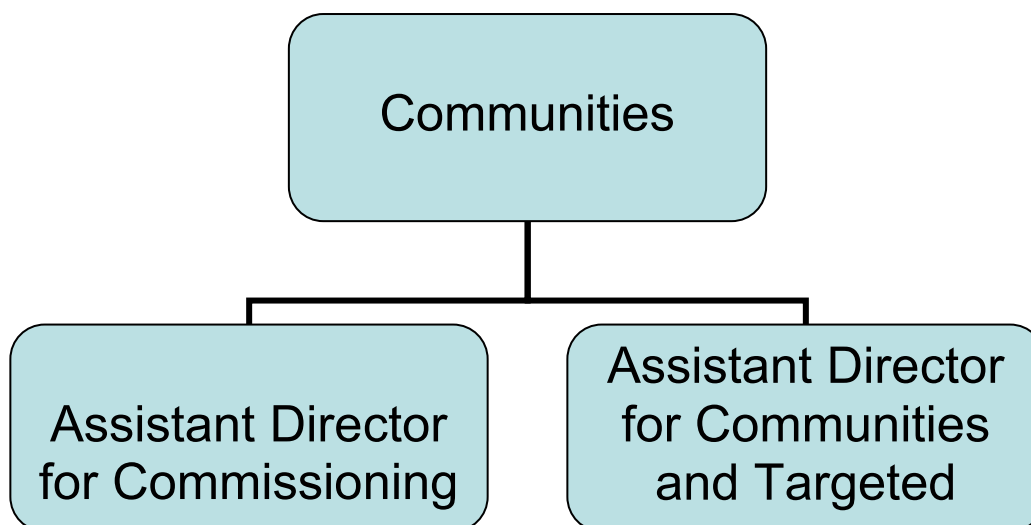 Communities
Assistant Director
for Commissioning
Assistant Director
for Communities
and Targeted